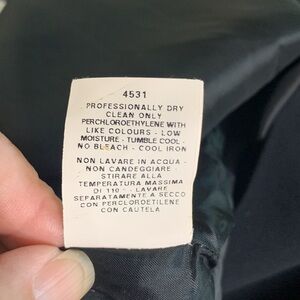 4531
PROFESSIONALLY DRY
CLEAN ONLY
PERCHLOROETHYLENE WITH
LIKE COLOURS - LOW
MOISTURE - TUMBLE COOL -
NO BLEACH - COOL IRON
NON LAVARE IN ACQUA -
NON CANDEGGIARE -
STIRARE ALLA
TEMPERATURA MASSIMA
DI 110° - LAVARE
SEPARATAMENTE A SECCO
CON PERCLOROETILENE
CON CAUTELA